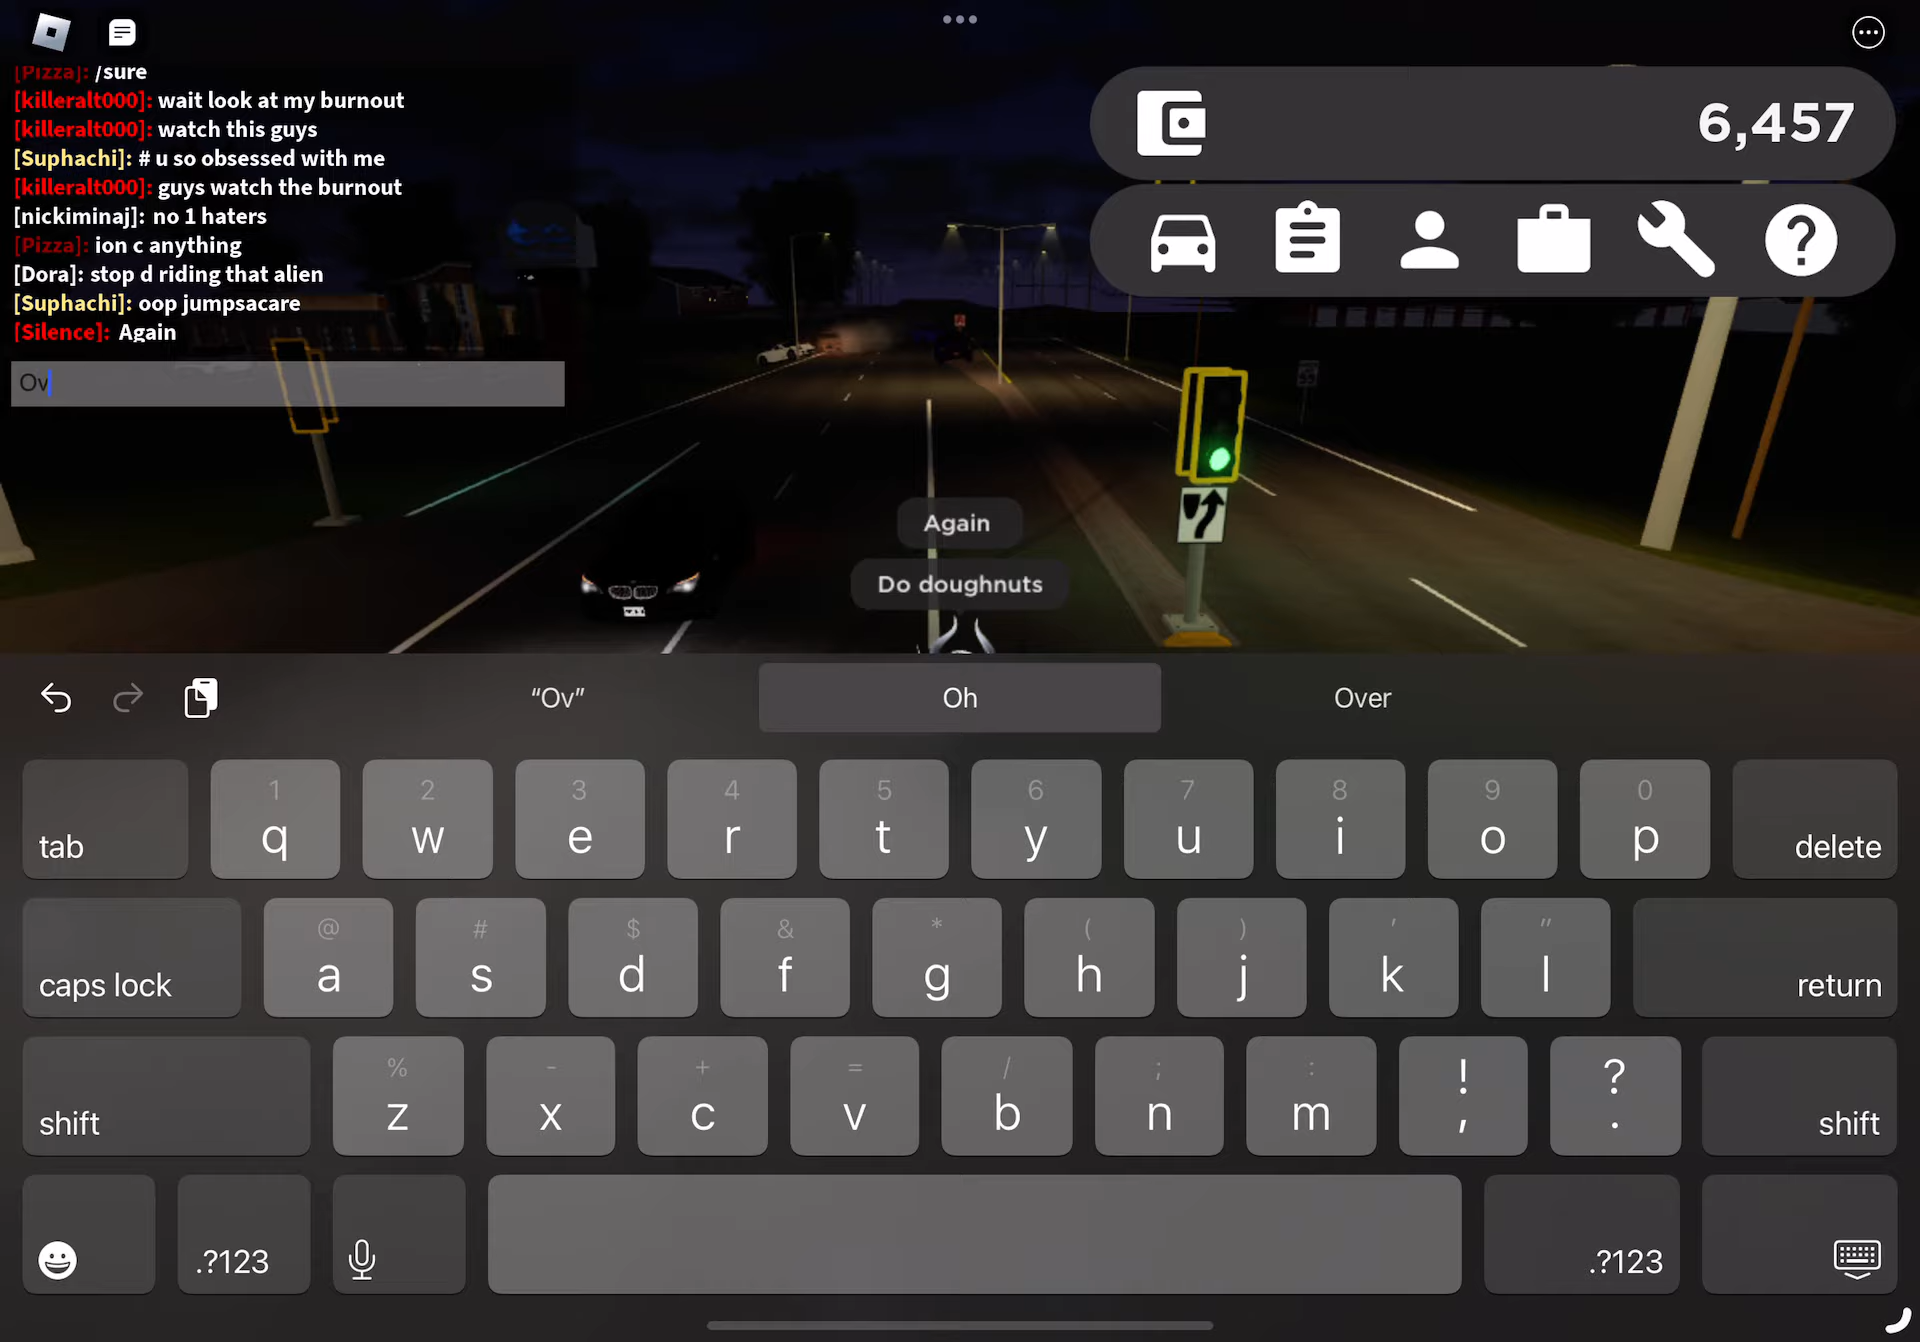 [Pizza]: /sure
[killeralt000]: wait look at my burnout
[killeralt000]: watch this guys
[Suphachi]: # u so obsessed with me
[killeralt000]: guys watch the burnout
[nickiminaj]: no 1 haters
[Pizza]: ion c anything
[Dora]: stop d riding that alien
[Suphachi]: oop jumpsacare
[Silence]: Again
Ov
6,457
Again
Do doughnuts
“Ov” Oh Over
1 2 3 4 5 6 7 8 9 0
tab q w e r t y u i o p delete
@ # $ & * ( ) ' "
caps lock a s d f g h j k l return
% - + = / ; : ! ?
shift z x c v b n m , . shift
.?123 .?123